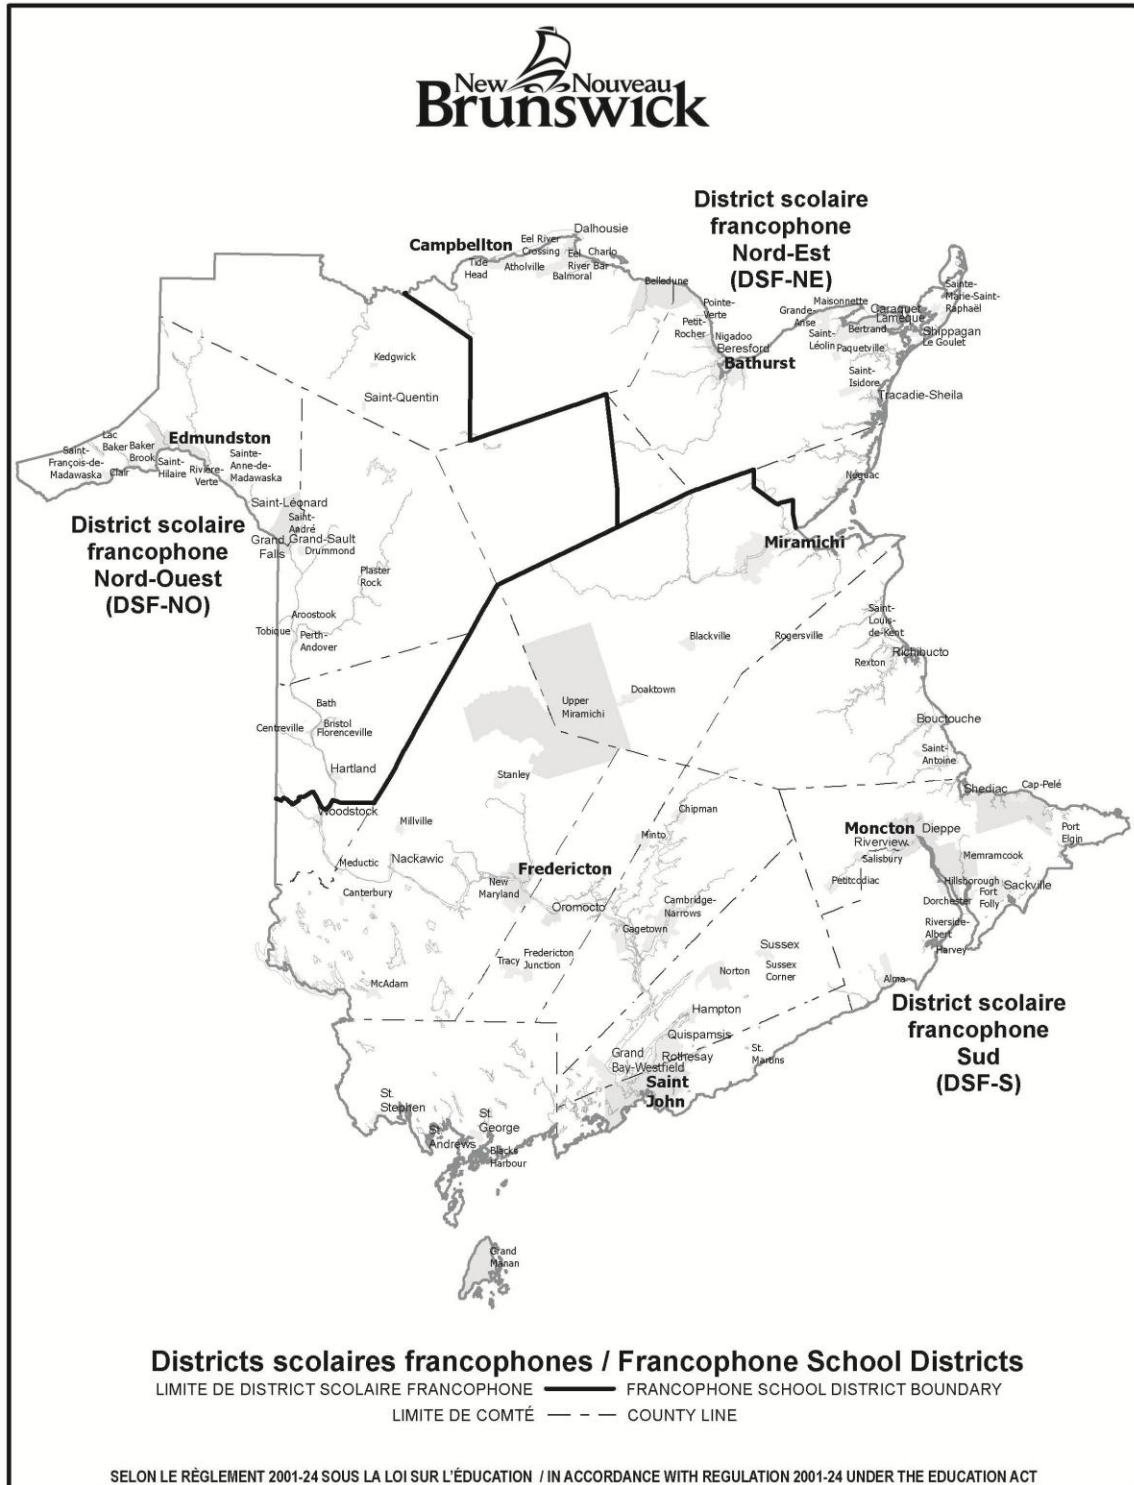 New Nouveau
Brunswick
District scolaire
francophone
Nord-Est
(DSF-NE)
Campbellton
Dalhousie
Eel River
Crossing
Eel
River Bar
Charlo
Tide
Head
Atholville
Balmoral
Belledune
Pointe-
Verte
Petit-
Rocher
Nigadoo
Beresford
Bathurst
Grande-
Anse
Maisonnette
Caraquet
Lamèque
Bertrand
Sainte-
Marie-Saint-
Raphaël
Shippagan
Le Goulet
Saint-
Léolin
Paquetville
Saint-
Isidore
Tracadie-Sheila
Néguac
Kedgwick
Saint-Quentin
Edmundston
Lac
Baker
Baker
Brook
Saint-
François-de-
Madawaska
Clair
Saint-
Hilaire
Rivière-
Verte
Sainte-
Anne-de-
Madawaska
Saint-Léonard
Saint-
André
Grand
Falls
Grand-Sault
Drummond
District scolaire
francophone
Nord-Ouest
(DSF-NO)
Plaster
Rock
Aroostook
Tobique
Perth-
Andover
Miramichi
Blackville
Rogersville
Saint-
Louis-
de-Kent
Rexton
Richibucto
Upper
Miramichi
Doaktown
Bath
Bristol
Florenceville
Centreville
Hartland
Bouctouche
Saint-
Antoine
Stanley
Woodstock
Millville
Chipman
Minto
Shediac
Cap-Pelé
Moncton
Dieppe
Riverview
Salisbury
Port
Elgin
Memramcook
Petitcodiac
Hillsborough
Fort
Folly
Sackville
Dorchester
Riverside-
Albert
Harvey
Alma
Meductic
Nackawic
Canterbury
Fredericton
New
Maryland
Oromocto
Cambridge-
Narrows
Gagetown
Tracy
Fredericton
Junction
McAdam
Sussex
Sussex
Corner
Norton
Hampton
Quispamsis
Rothesay
Grand
Bay-Westfield
St.
Martins
Saint
John
District scolaire
francophone
Sud
(DSF-S)
St.
Stephen
St.
Andrews
St.
George
Blacks
Harbour
Grand
Manan
Districts scolaires francophones / Francophone School Districts
LIMITE DE DISTRICT SCOLAIRE FRANCOPHONE FRANCOPHONE SCHOOL DISTRICT BOUNDARY
LIMITE DE COMTÉ COUNTY LINE
SELON LE RÈGLEMENT 2001-24 SOUS LA LOI SUR L'ÉDUCATION / IN ACCORDANCE WITH REGULATION 2001-24 UNDER THE EDUCATION ACT